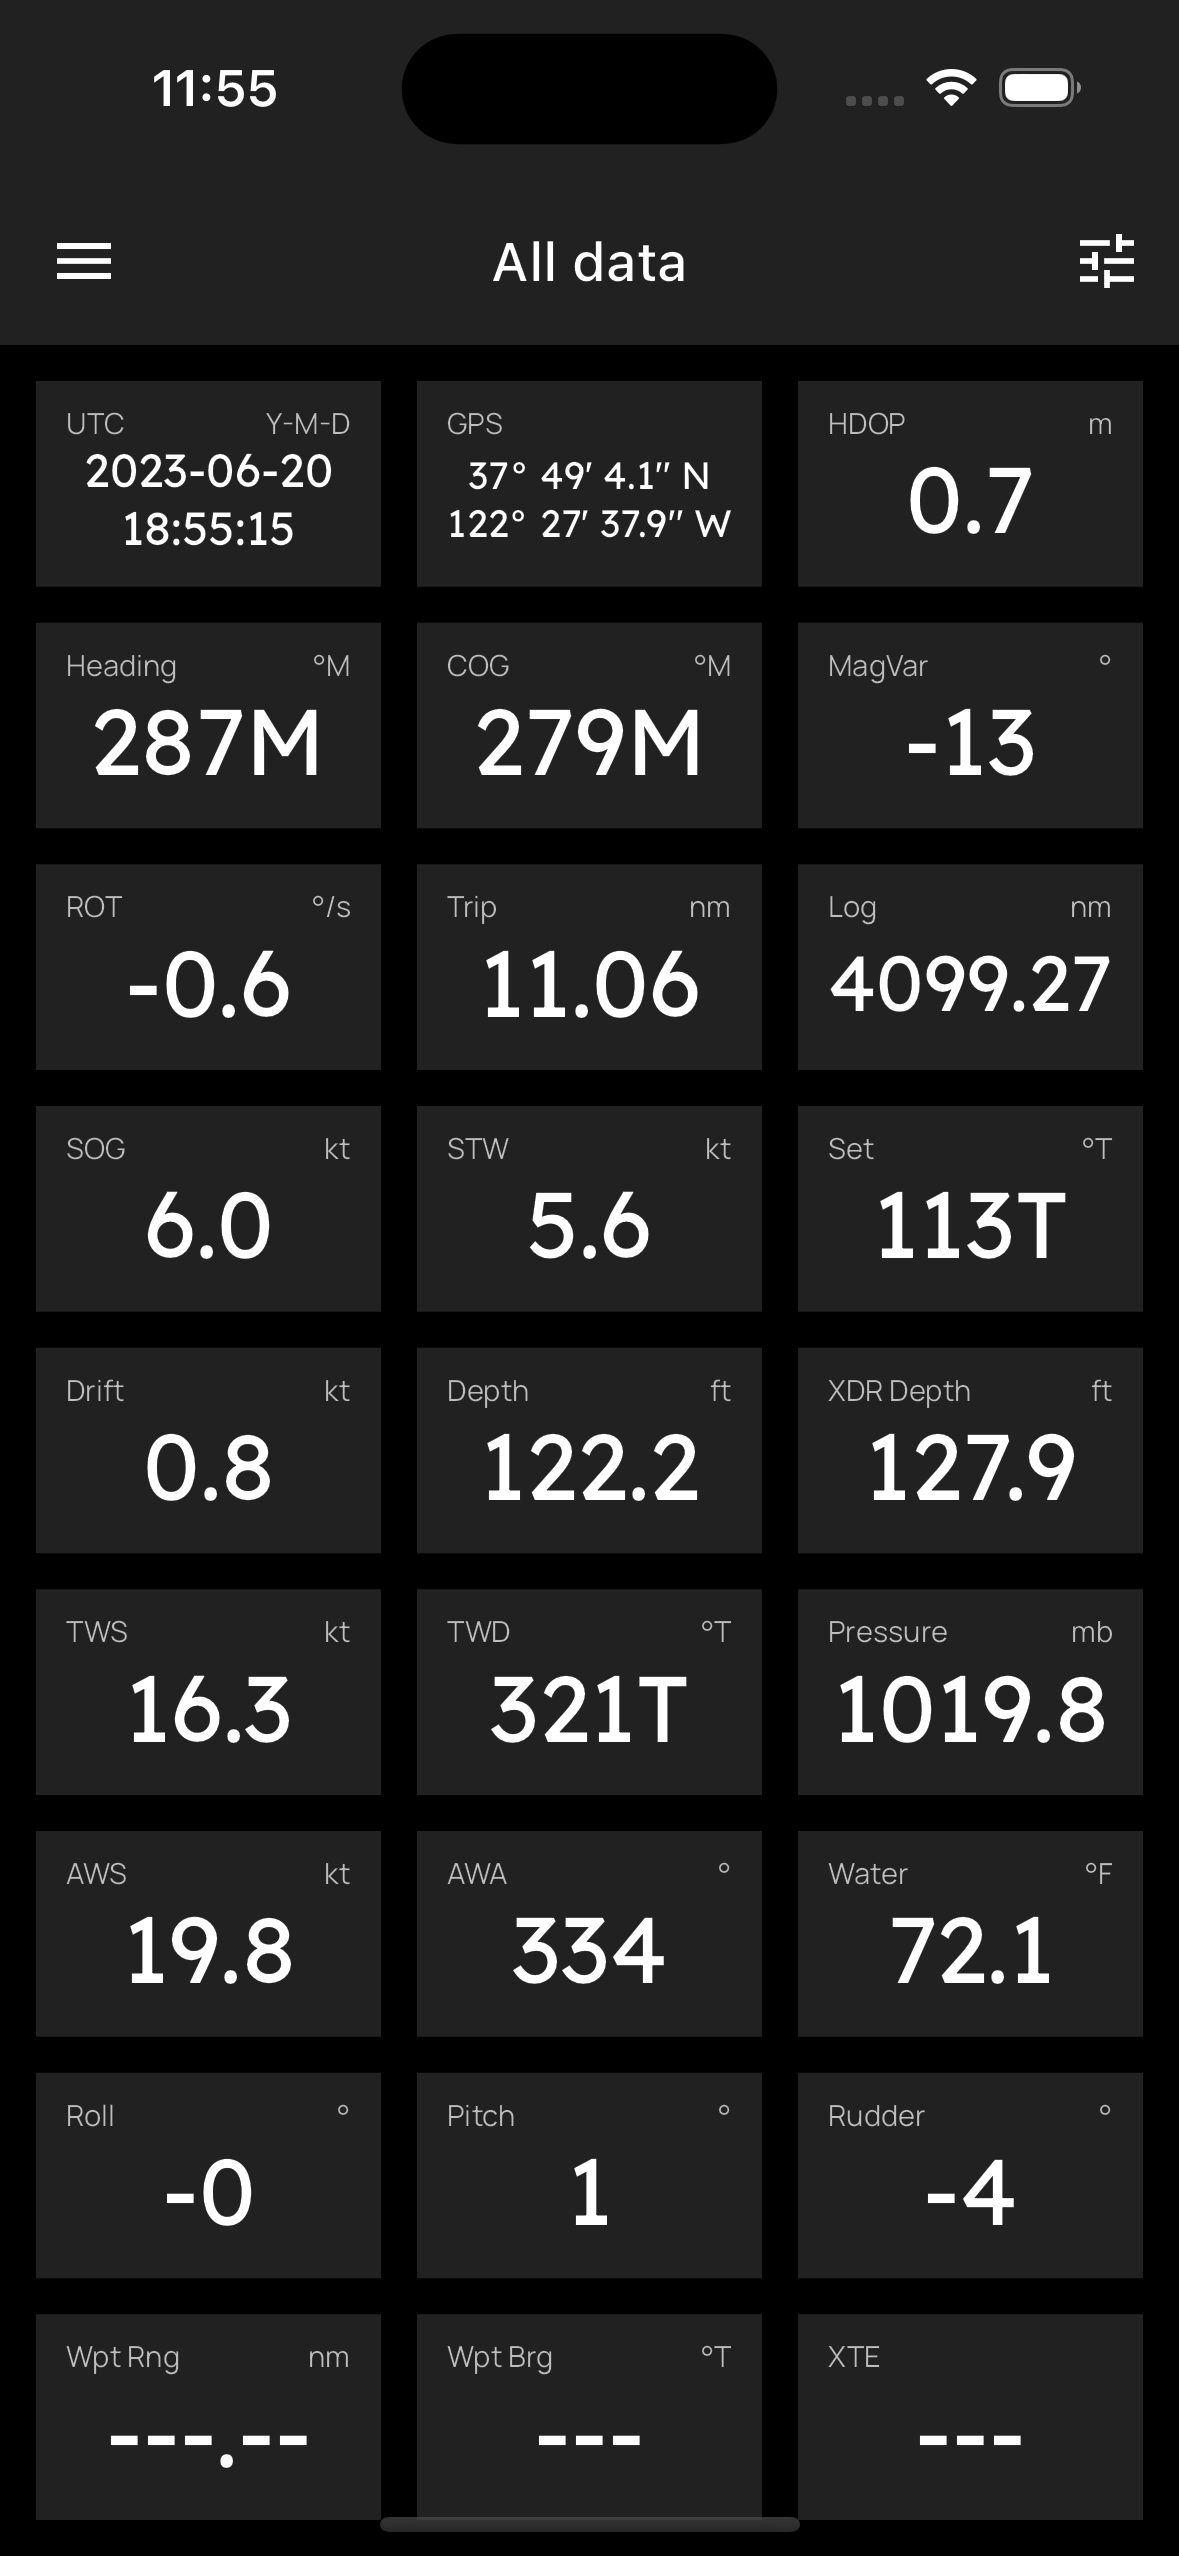 11:55
All data
UTC Y-M-D
2023-06-20
18:55:15
GPS
37° 49′ 4.1″ N
122° 27′ 37.9″ W
HDOP m
0.7
Heading °M
287M
COG °M
279M
MagVar °
-13
ROT °/s
-0.6
Trip nm
11.06
Log nm
4099.27
SOG kt
6.0
STW kt
5.6
Set °T
113T
Drift kt
0.8
Depth ft
122.2
XDR Depth ft
127.9
TWS kt
16.3
TWD °T
321T
Pressure mb
1019.8
AWS kt
19.8
AWA °
334
Water °F
72.1
Roll °
-0
Pitch °
1
Rudder °
-4
Wpt Rng nm
---.--
Wpt Brg °T
---
XTE
---